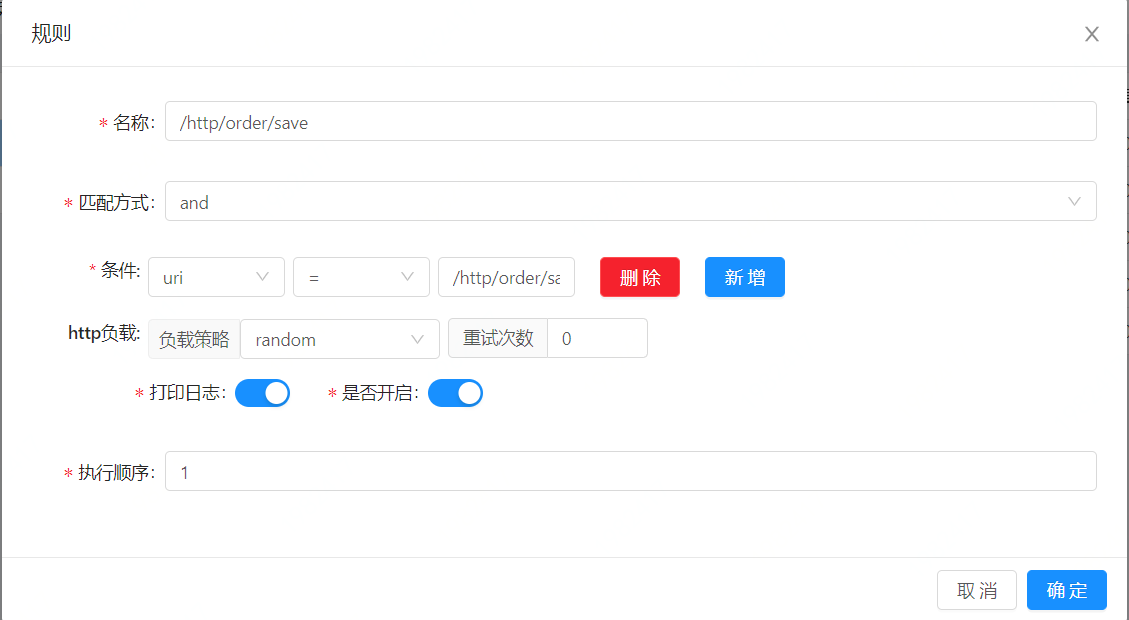 规则
* 名称: /http/order/save
* 匹配方式: and
* 条件: uri = /http/order/sa 删除 新增
http负载: 负载策略 random 重试次数 0
* 打印日志: * 是否开启:
* 执行顺序: 1
取消 确定